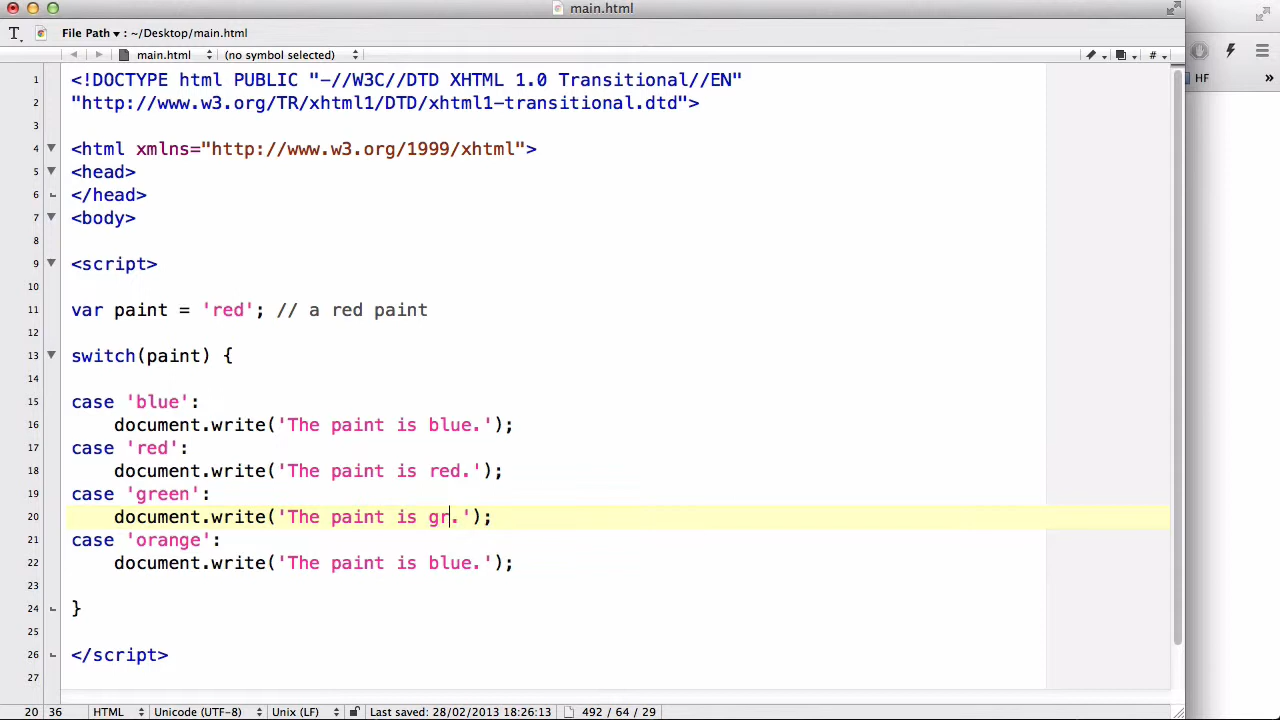 main.html
File Path ▾ : ~/Desktop/main.html
main.html (no symbol selected) #
HF »
1 <!DOCTYPE html PUBLIC "-//W3C//DTD XHTML 1.0 Transitional//EN"
2 "http://www.w3.org/TR/xhtml1/DTD/xhtml1-transitional.dtd">
3
4 <html xmlns="http://www.w3.org/1999/xhtml">
5 <head>
6 </head>
7 <body>
8
9 <script>
10
11 var paint = 'red'; // a red paint
12
13 switch(paint) {
14
15 case 'blue':
16 document.write('The paint is blue.');
17 case 'red':
18 document.write('The paint is red.');
19 case 'green':
20 document.write('The paint is gr.');
21 case 'orange':
22 document.write('The paint is blue.');
23
24 }
25
26 </script>
27
20 36 HTML Unicode (UTF-8) Unix (LF) Last saved: 28/02/2013 18:26:13 492 / 64 / 29